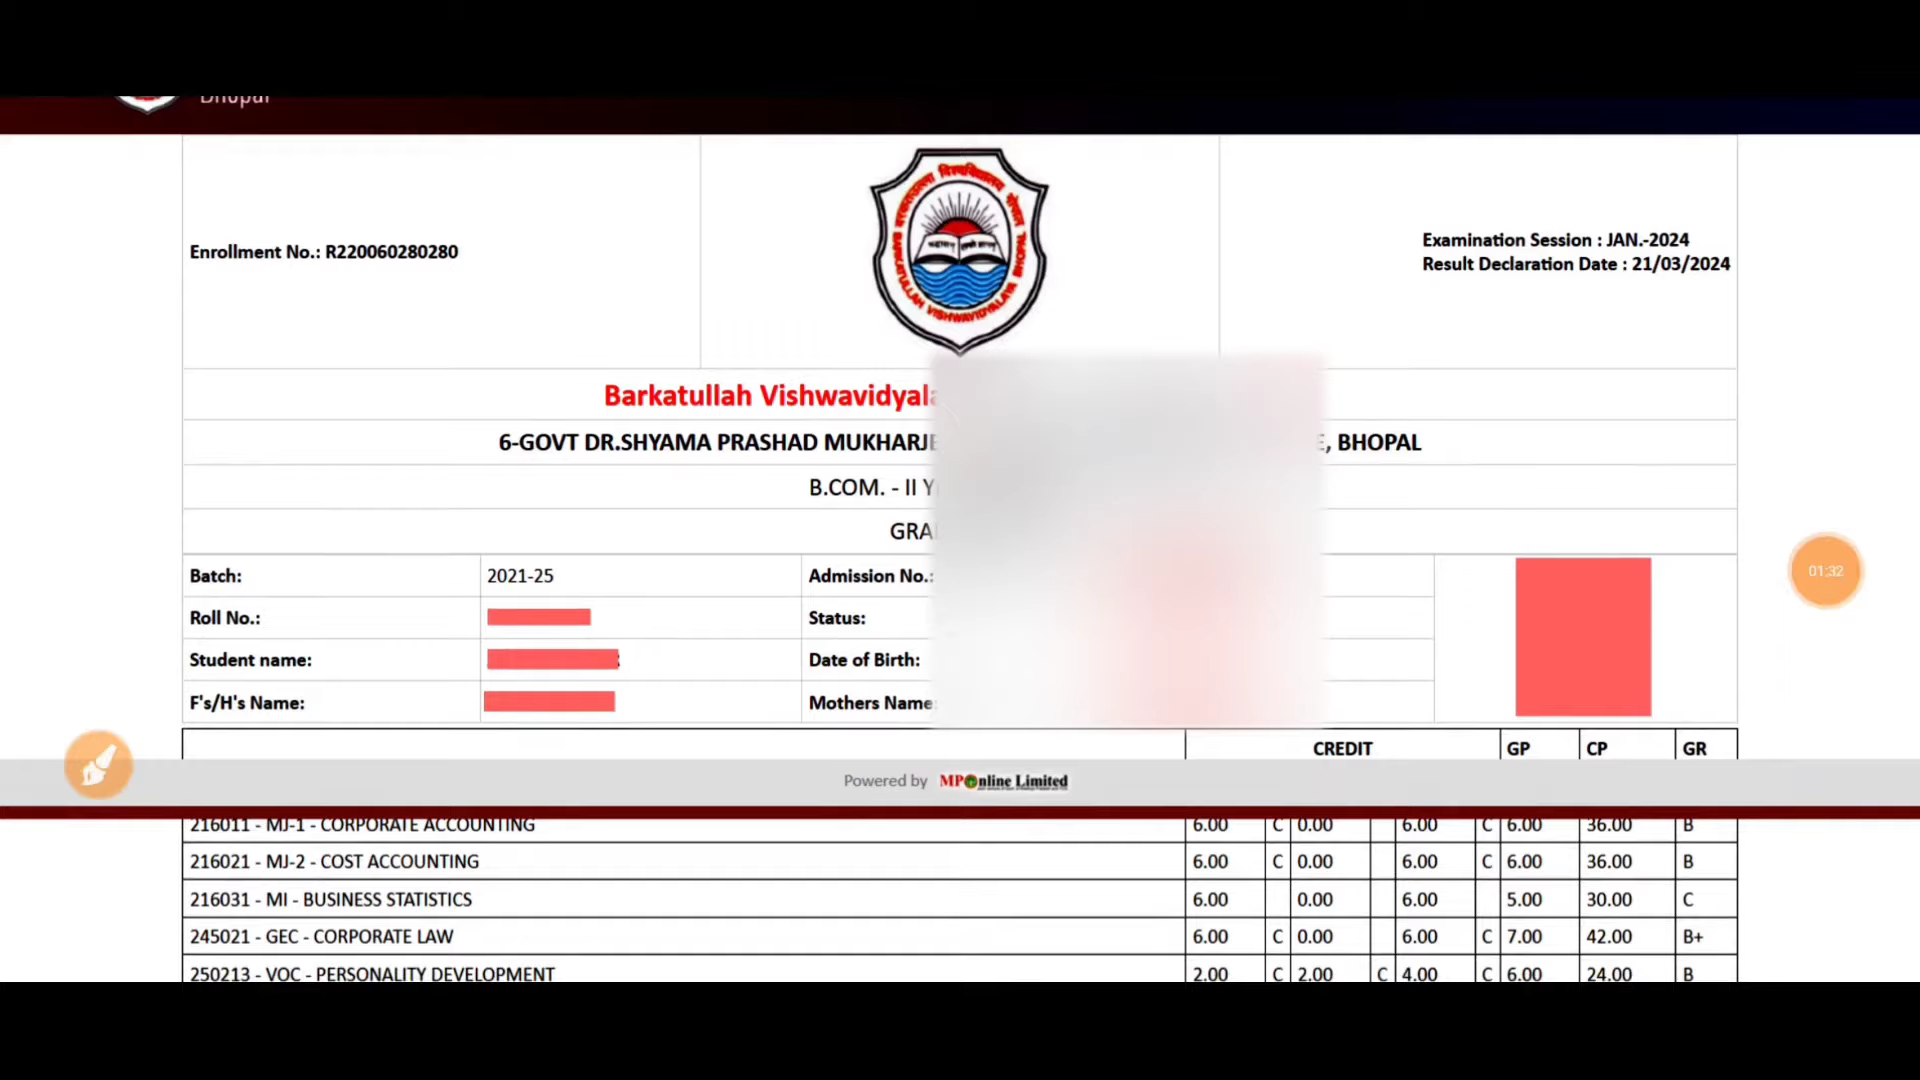 Bhopal
बरकतउल्ला विश्वविद्यालय भोपाल
BARKATULLAH VISHWAVIDYALAYA BHOPAL
Enrollment No.: R220060280280
Examination Session : JAN.-2024
Result Declaration Date : 21/03/2024
Barkatullah
6-GOVT DR.SHYAMA PRASHAD , BHOPAL
B.COM. - II
Batch: 2021-25 Admission No.:
Roll No.: Status:
Student name: Date of Birth:
F's/H's Name: Mothers Name
CREDIT GP CP GR
Powered by MPOnline Limited
216011 - MJ-1 - CORPORATE ACCOUNTING 6.00 C 0.00 6.00 C 6.00 36.00 B
216021 - MJ-2 - COST ACCOUNTING 6.00 C 0.00 6.00 C 6.00 36.00 B
216031 - MI - BUSINESS STATISTICS 6.00 0.00 6.00 5.00 30.00 C
245021 - GEC - CORPORATE LAW 6.00 C 0.00 6.00 C 7.00 42.00 B+
250213 - VOC - PERSONALITY DEVELOPMENT 2.00 C 2.00 C 4.00 C 6.00 24.00 B
01:32